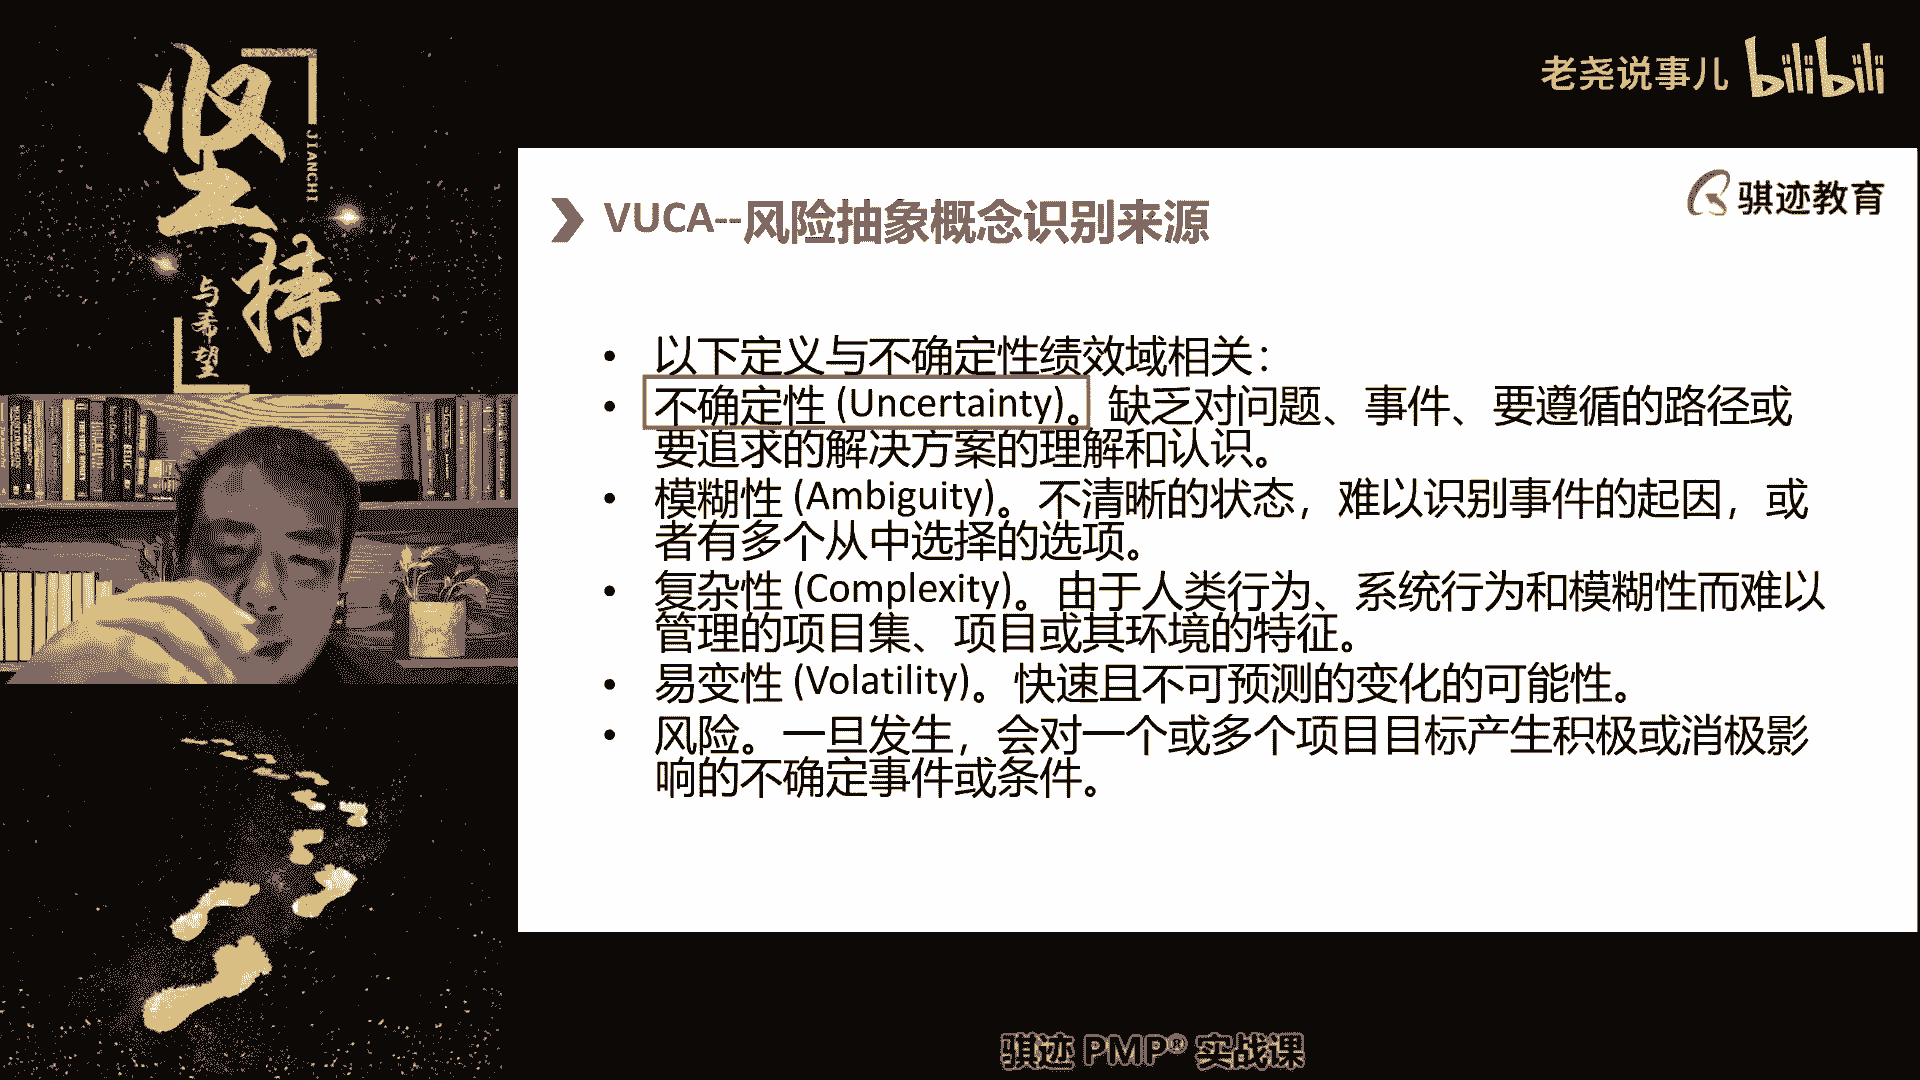 坚持
JIANCHI
与希望
老尧说事儿 bilibili
骐迹教育
VUCA--风险抽象概念识别来源
• 以下定义与不确定性绩效域相关：
• 不确定性 (Uncertainty)。缺乏对问题、事件、要遵循的路径或
要追求的解决方案的理解和认识。
• 模糊性 (Ambiguity)。不清晰的状态，难以识别事件的起因，或
者有多个从中选择的选项。
• 复杂性 (Complexity)。由于人类行为、系统行为和模糊性而难以
管理的项目集、项目或其环境的特征。
• 易变性 (Volatility)。快速且不可预测的变化的可能性。
• 风险。一旦发生，会对一个或多个项目目标产生积极或消极影
响的不确定事件或条件。
骐迹 PMP® 实战课